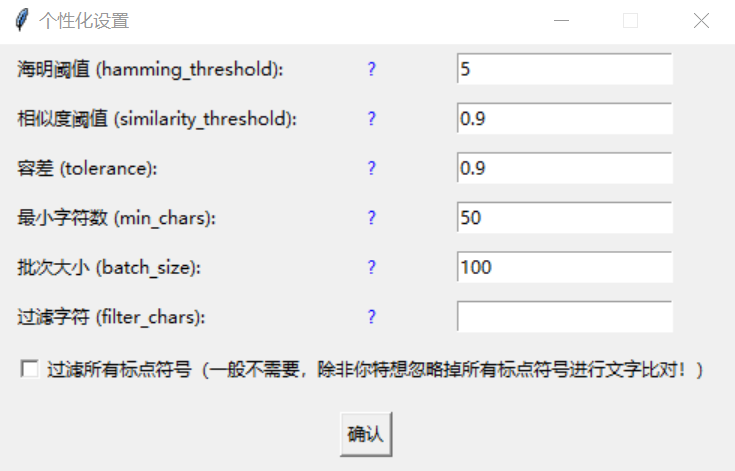 个性化设置
海明阈值 (hamming_threshold): ? 5
相似度阈值 (similarity_threshold): ? 0.9
容差 (tolerance): ? 0.9
最小字符数 (min_chars): ? 50
批次大小 (batch_size): ? 100
过滤字符 (filter_chars): ?
过滤所有标点符号（一般不需要，除非你特想忽略掉所有标点符号进行文字比对！）
确认